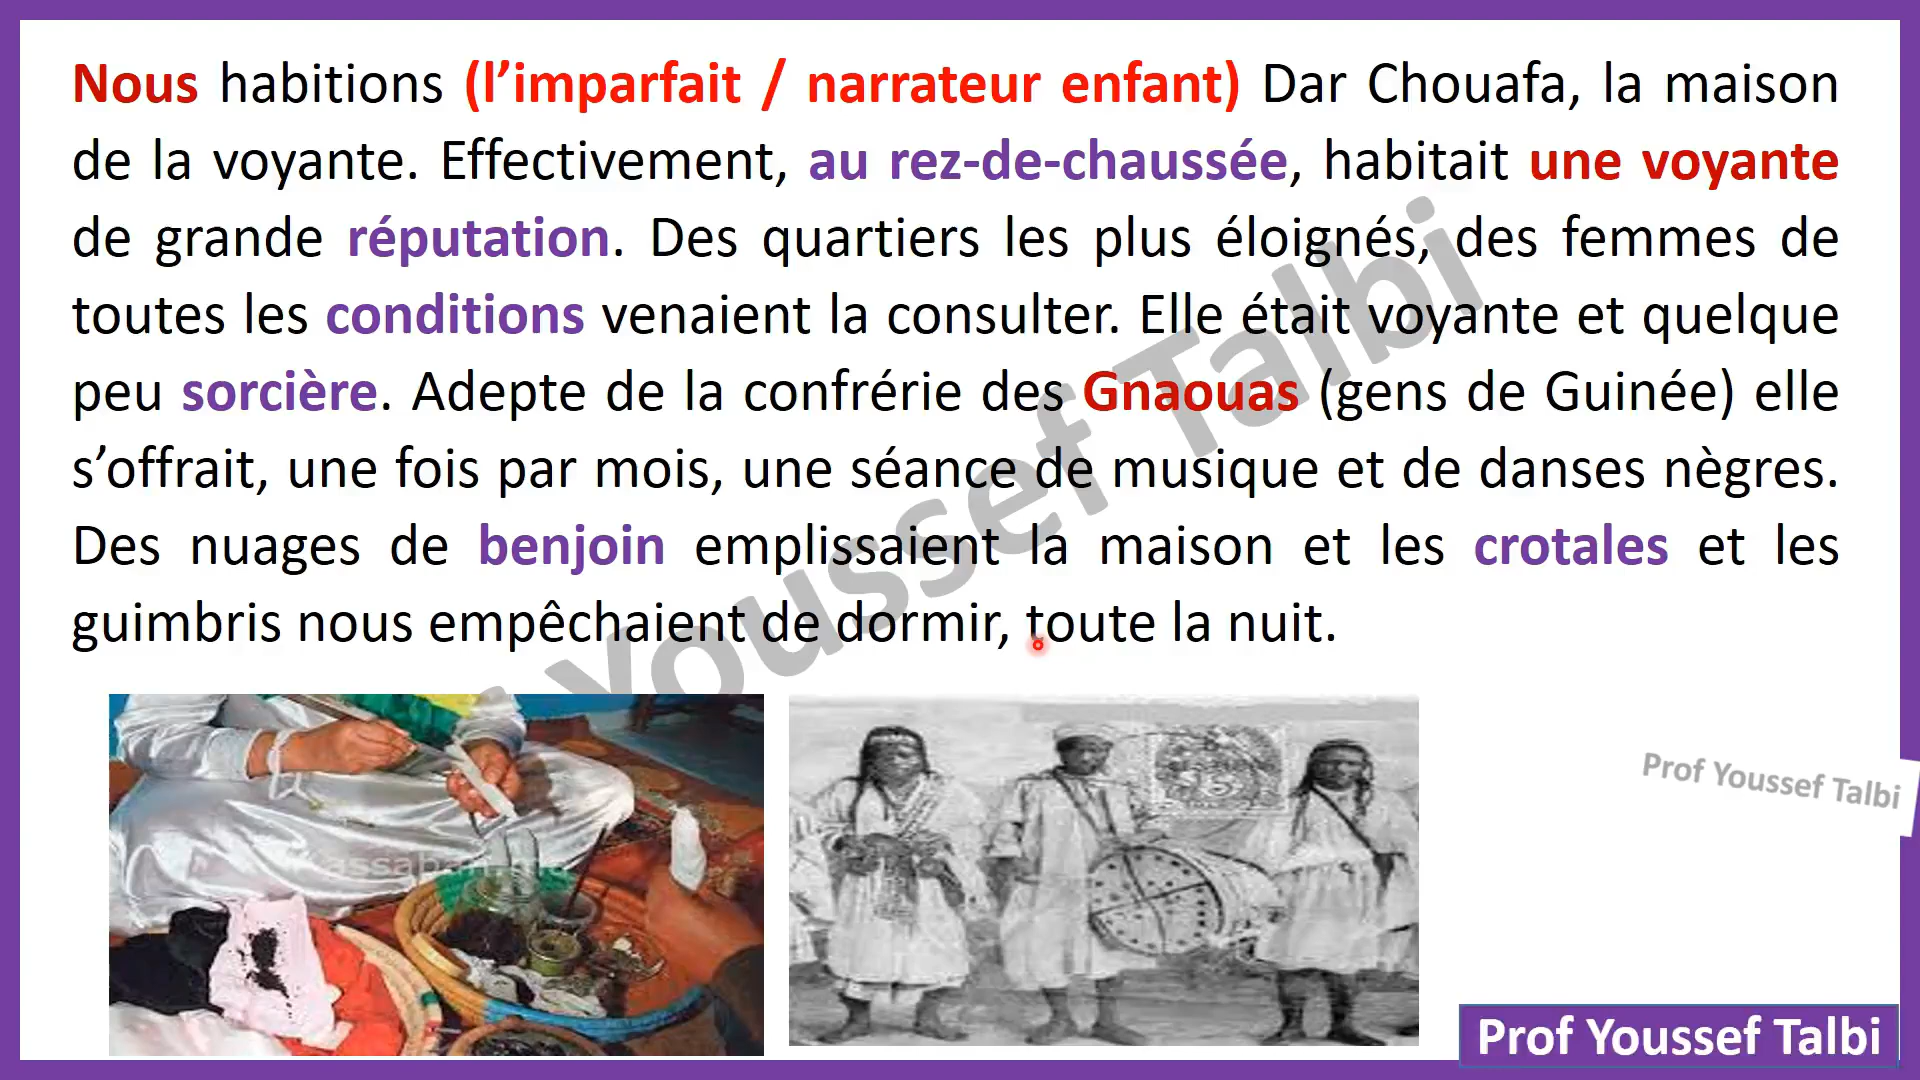 Nous habitions (l’imparfait / narrateur enfant) Dar Chouafa, la maison
de la voyante. Effectivement, au rez-de-chaussée, habitait une voyante
de grande réputation. Des quartiers les plus éloignés, des femmes de
toutes les conditions venaient la consulter. Elle était voyante et quelque
peu sorcière. Adepte de la confrérie des Gnaouas (gens de Guinée) elle
s’offrait, une fois par mois, une séance de musique et de danses nègres.
Des nuages de benjoin emplissaient la maison et les crotales et les
guimbris nous empêchaient de dormir, toute la nuit.
Youssef Talbi
Prof Youssef Talbi
Prof Youssef Talbi